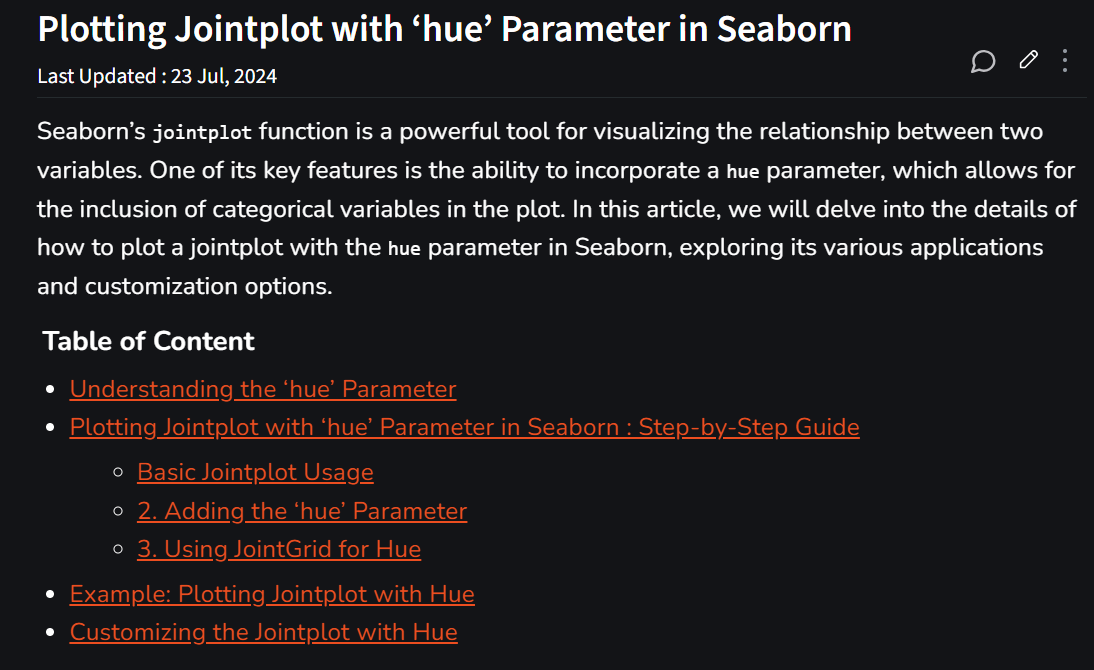 Plotting Jointplot with ‘hue’ Parameter in Seaborn
Last Updated : 23 Jul, 2024
Seaborn’s jointplot function is a powerful tool for visualizing the relationship between two
variables. One of its key features is the ability to incorporate a hue parameter, which allows for
the inclusion of categorical variables in the plot. In this article, we will delve into the details of
how to plot a jointplot with the hue parameter in Seaborn, exploring its various applications
and customization options.
Table of Content
Understanding the ‘hue’ Parameter
Plotting Jointplot with ‘hue’ Parameter in Seaborn : Step-by-Step Guide
Basic Jointplot Usage
2. Adding the ‘hue’ Parameter
3. Using JointGrid for Hue
Example: Plotting Jointplot with Hue
Customizing the Jointplot with Hue